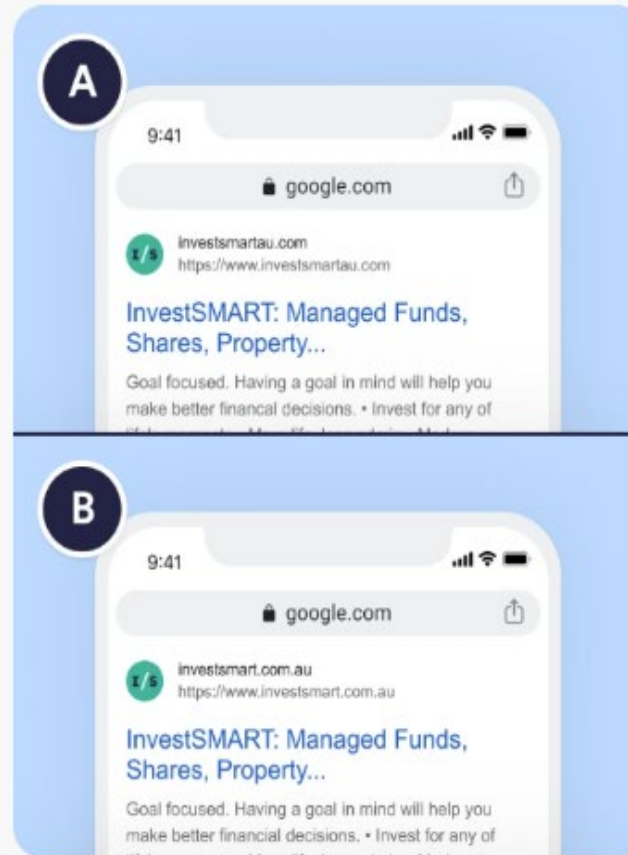 A
9:41
google.com
I/S
investsmartau.com
https://www.investsmartau.com
InvestSMART: Managed Funds,
Shares, Property...
Goal focused. Having a goal in mind will help you
make better financal decisions. • Invest for any of
B
9:41
google.com
I/S
investsmart.com.au
https://www.investsmart.com.au
InvestSMART: Managed Funds,
Shares, Property...
Goal focused. Having a goal in mind will help you
make better financial decisions. • Invest for any of